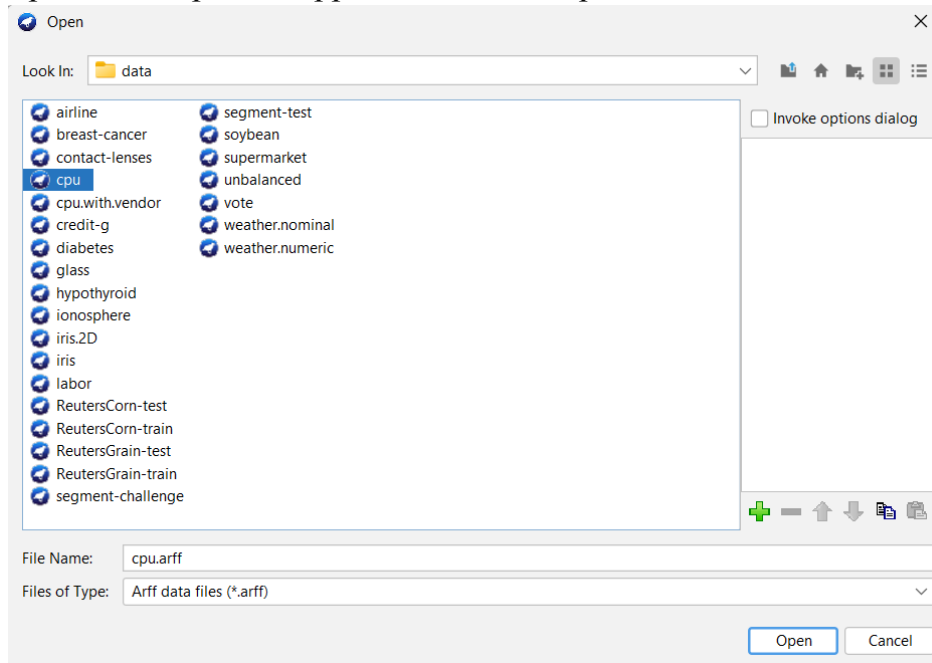 Open
Look In: data
Invoke options dialog
airline
breast-cancer
contact-lenses
cpu
cpu.with.vendor
credit-g
diabetes
glass
hypothyroid
ionosphere
iris.2D
iris
labor
ReutersCorn-test
ReutersCorn-train
ReutersGrain-test
ReutersGrain-train
segment-challenge
segment-test
soybean
supermarket
unbalanced
vote
weather.nominal
weather.numeric
File Name: cpu.arff
Files of Type: Arff data files (*.arff)
Open Cancel